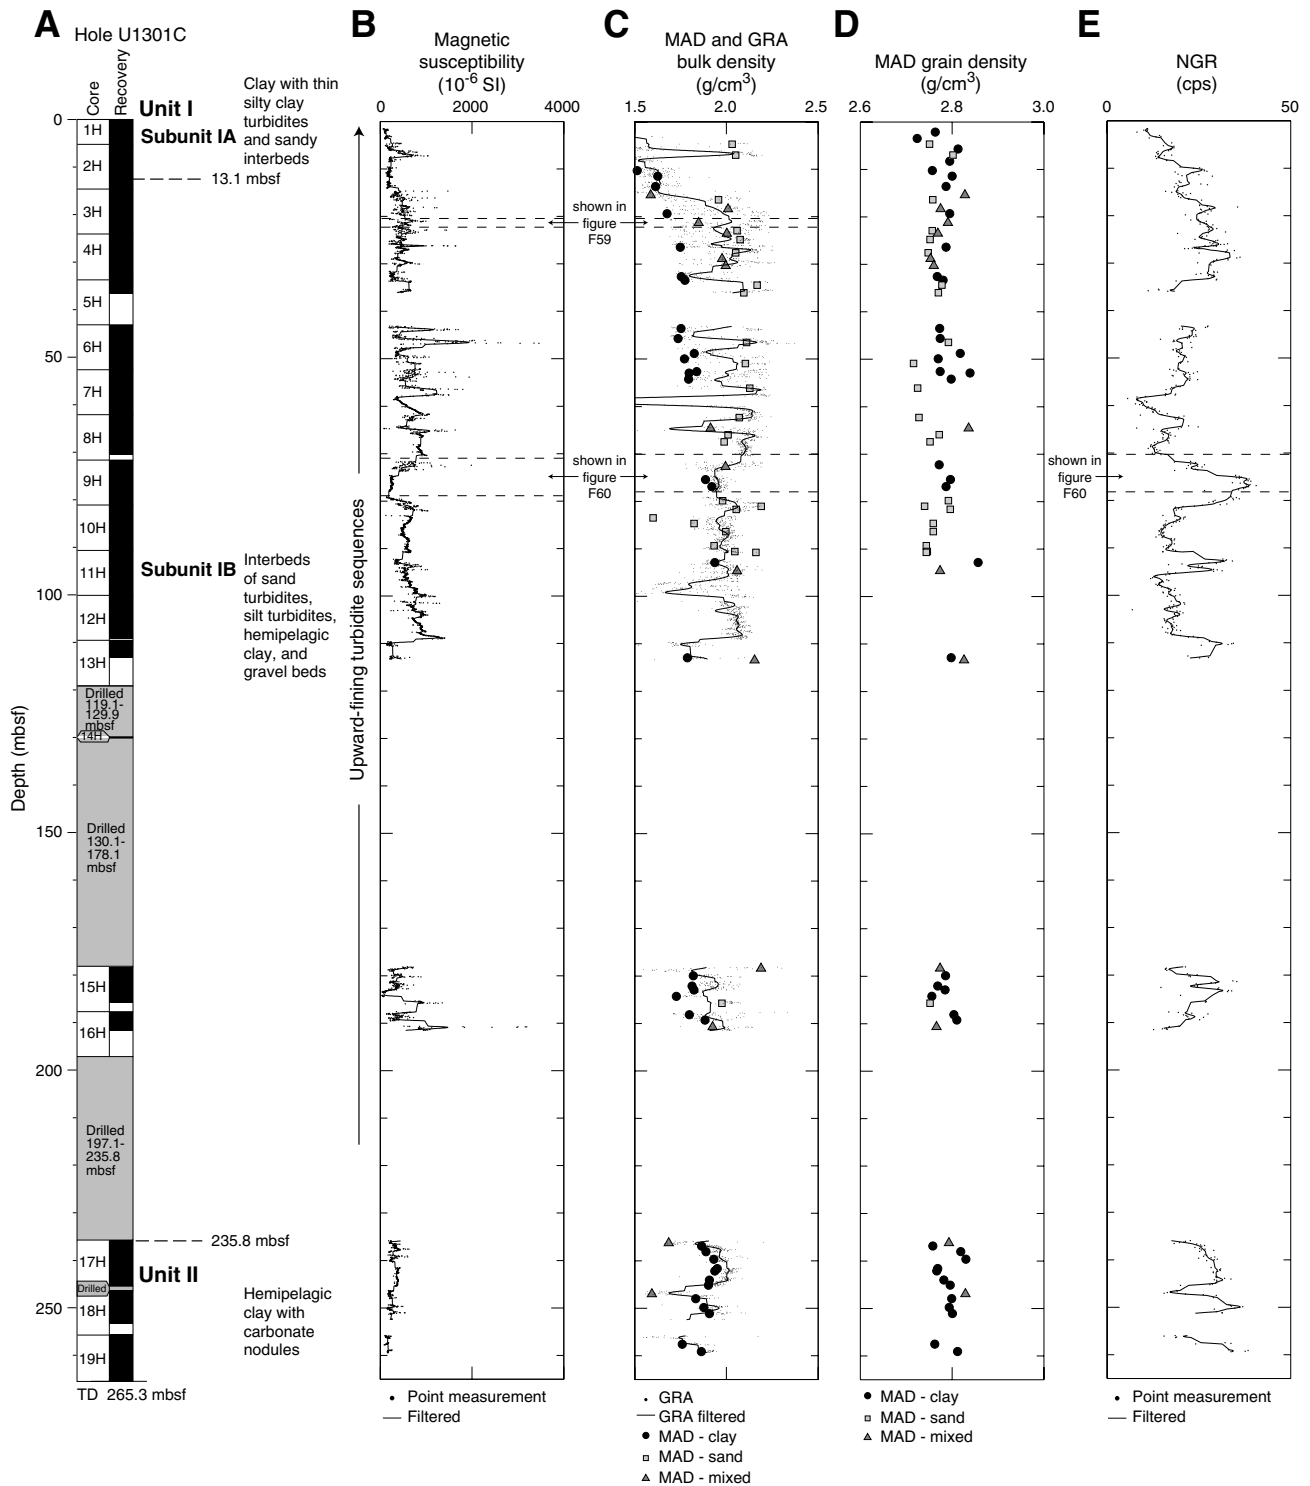 A
Hole U1301C
Core
Recovery
Unit I
Subunit IA
Clay with thin
silty clay
turbidites
and sandy
interbeds
13.1 mbsf
Depth (mbsf)
0
50
100
150
200
250
1H
2H
3H
4H
5H
6H
7H
8H
9H
10H
11H
12H
13H
Drilled
119.1-
129.9
mbsf
14H
Drilled
130.1-
178.1
mbsf
15H
16H
Drilled
197.1-
235.8
mbsf
17H
Drilled
18H
19H
TD 265.3 mbsf
Subunit IB
Interbeds
of sand
turbidites,
silt turbidites,
hemipelagic
clay, and
gravel beds
235.8 mbsf
Unit II
Hemipelagic
clay with
carbonate
nodules
Upward-fining turbidite sequences
B
Magnetic
susceptibility
(10-6 SI)
0 2000 4000
Point measurement
Filtered
shown in
figure
F59
shown in
figure
F60
C
MAD and GRA
bulk density
(g/cm3)
1.5 2.0 2.5
GRA
GRA filtered
MAD - clay
MAD - sand
MAD - mixed
D
MAD grain density
(g/cm3)
2.6 2.8 3.0
MAD - clay
MAD - sand
MAD - mixed
shown in
figure
F60
E
NGR
(cps)
0 50
Point measurement
Filtered